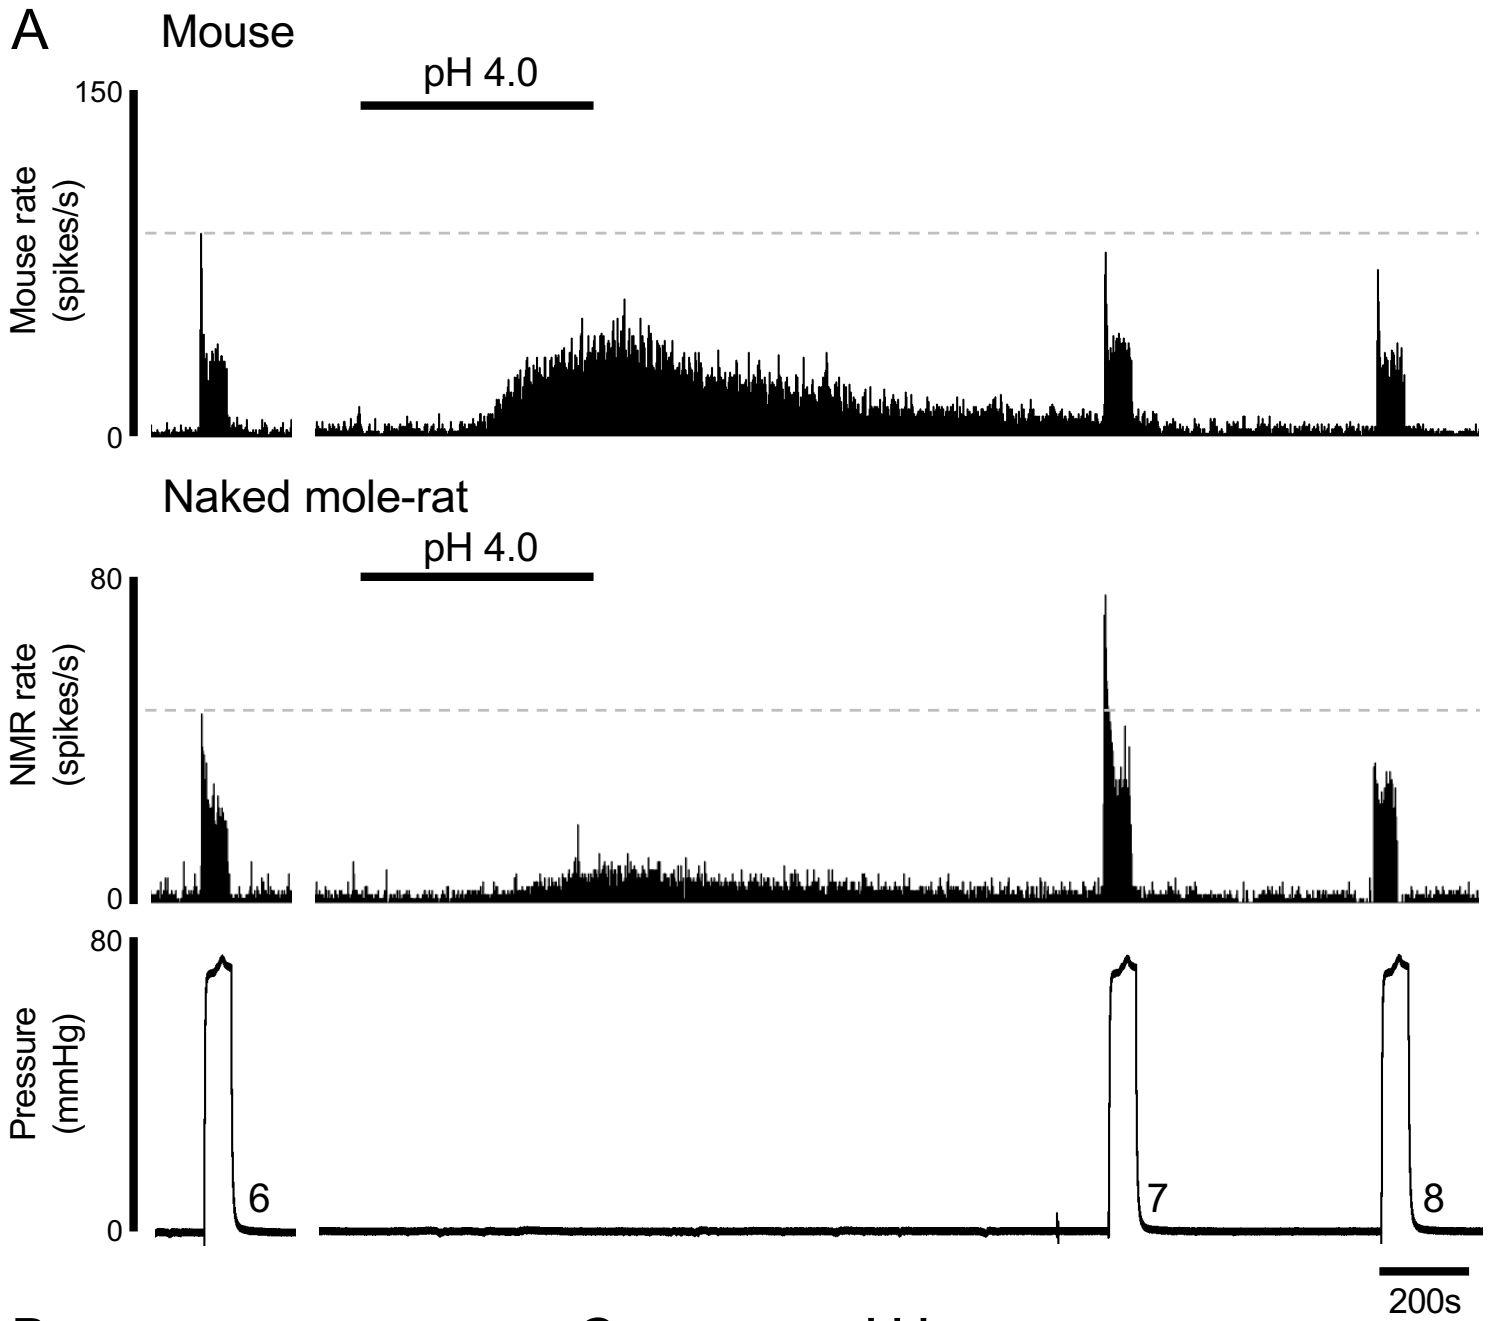 A
Mouse
pH 4.0
150
Mouse rate
(spikes/s)
0
Naked mole-rat
pH 4.0
80
NMR rate
(spikes/s)
0
80
Pressure
(mmHg)
0
6
7
8
200s